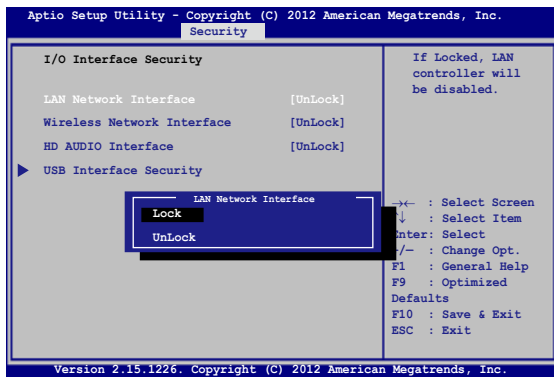 Aptio Setup Utility - Copyright (C) 2012 American Megatrends, Inc.
Security
I/O Interface Security
LAN Network Interface [UnLock]
Wireless Network Interface [UnLock]
HD AUDIO Interface [UnLock]
USB Interface Security
If Locked, LAN
controller will
be disabled.
LAN Network Interface
Lock
UnLock
→← : Select Screen
↑↓ : Select Item
Enter: Select
+/— : Change Opt.
F1 : General Help
F9 : Optimized
Defaults
F10 : Save & Exit
ESC : Exit
Version 2.15.1226. Copyright (C) 2012 American Megatrends, Inc.